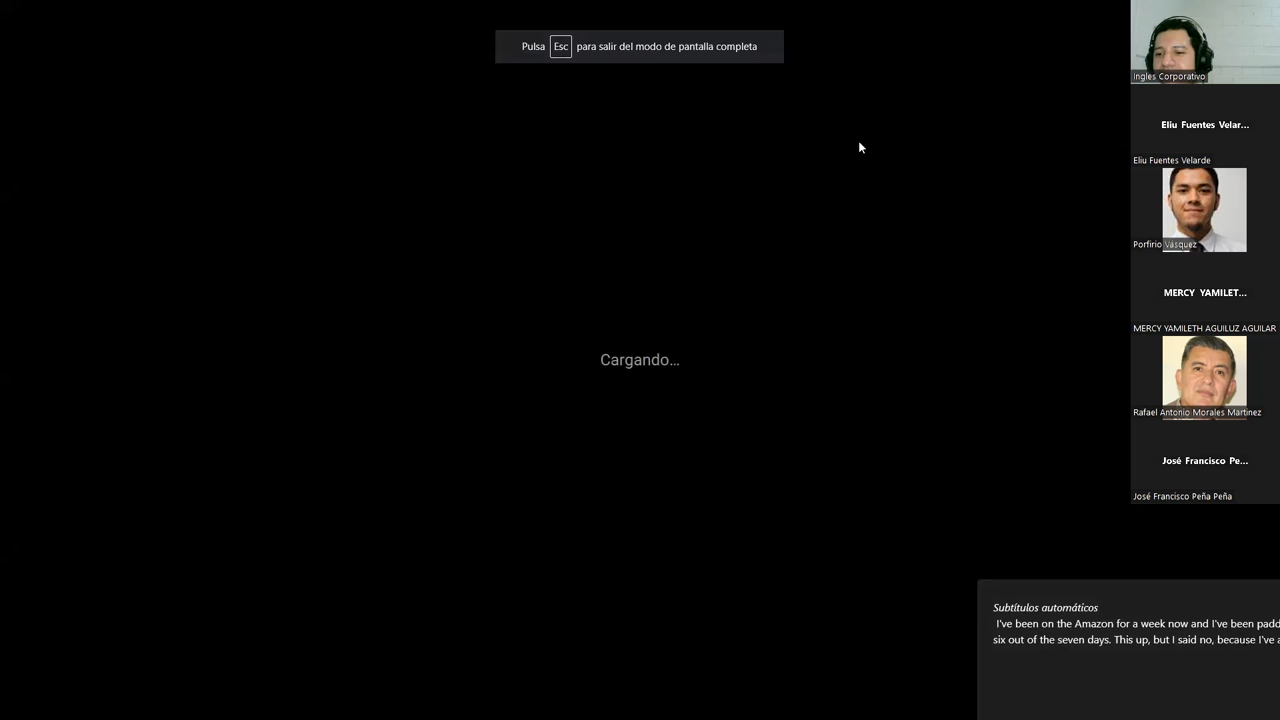 Pulsa Esc para salir del modo de pantalla completa
Ingles Corporativo
Eliu Fuentes Velar...
Eliu Fuentes Velarde
Porfirio Vásquez
MERCY YAMILET...
MERCY YAMILETH AGUILUZ AGUILAR
Cargando...
Rafael Antonio Morales Martinez
José Francisco Pe...
José Francisco Peña Peña
Subtítulos automáticos
I've been on the Amazon for a week now and I've been padd
six out of the seven days. This up, but I said no, because I've a